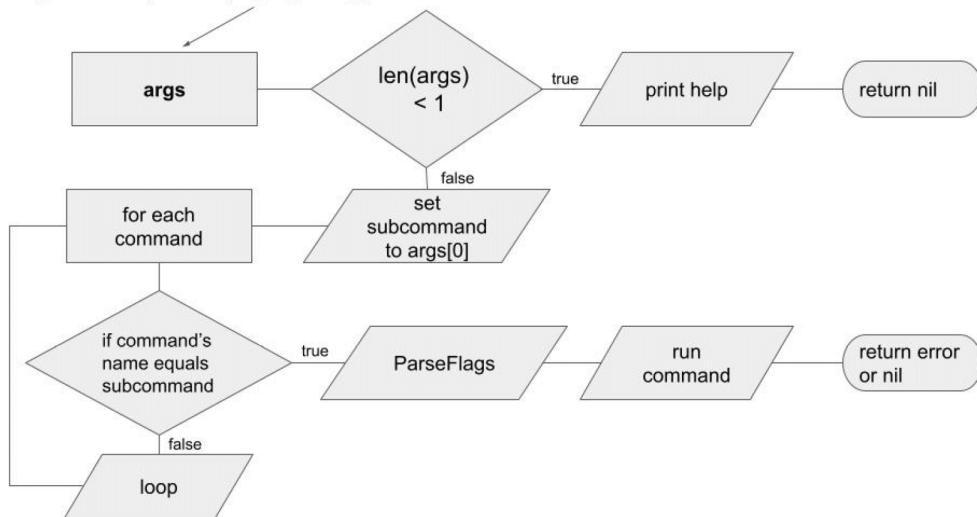 args
len(args)
< 1
true
print help
return nil
false
for each
command
set
subcommand
to args[0]
if command's
name equals
subcommand
true
ParseFlags
run
command
return error
or nil
false
loop